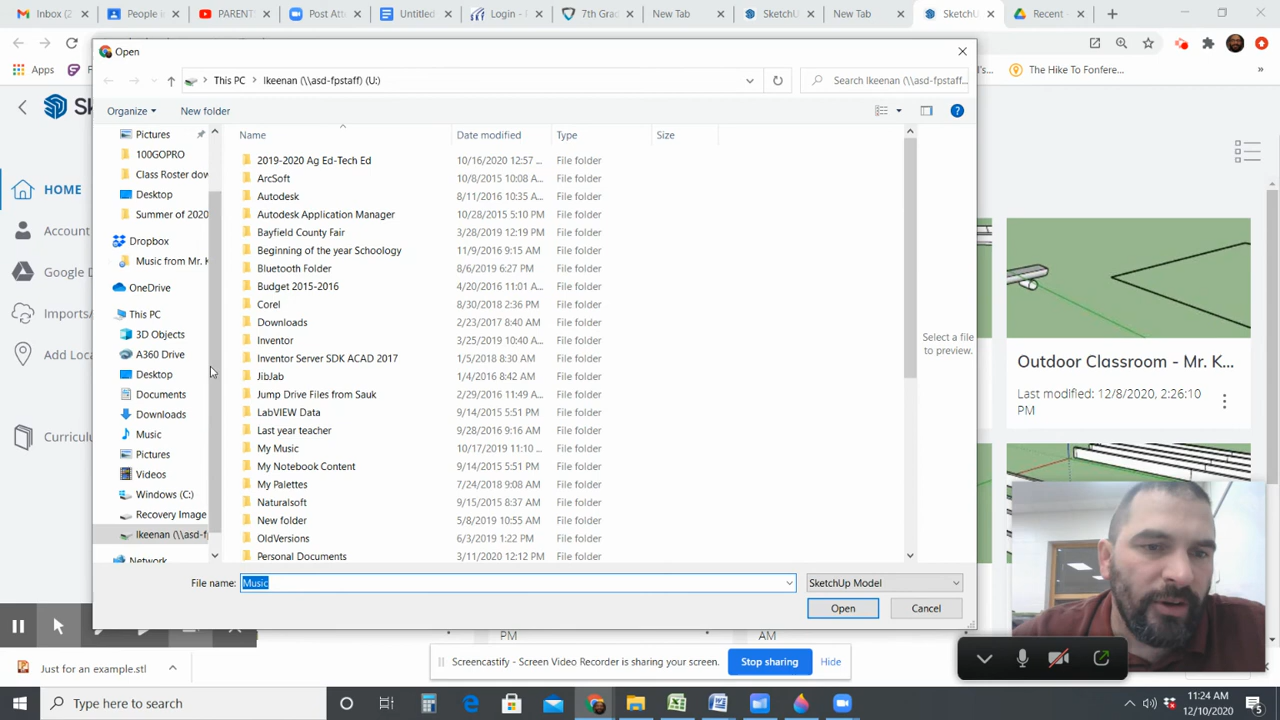 Inbox (2
People in
PARENT
Post Atte
Untitled
Login - F
7th Grad
New Tab
SketchU
New Tab
SketchU
Recent -
Apps
The Hike To Fonfere...
Open
This PC > lkeenan (\\asd-fpstaff) (U:)
Search lkeenan (\\asd-fpstaff...
Organize
New folder
Name
Date modified
Type
Size
Pictures
100GOPRO
Class Roster dow
Desktop
Summer of 2020
Dropbox
Music from Mr. K
OneDrive
This PC
3D Objects
A360 Drive
Desktop
Documents
Downloads
Music
Pictures
Videos
Windows (C:)
Recovery Image
lkeenan (\\asd-f
Network
2019-2020 Ag Ed-Tech Ed 10/16/2020 12:57 ... File folder
ArcSoft 10/8/2015 10:08 A... File folder
Autodesk 8/11/2016 10:35 A... File folder
Autodesk Application Manager 10/28/2015 5:10 PM File folder
Bayfield County Fair 3/28/2019 12:19 PM File folder
Beginning of the year Schoology 11/9/2016 9:15 AM File folder
Bluetooth Folder 8/6/2019 6:27 PM File folder
Budget 2015-2016 4/20/2016 11:01 A... File folder
Corel 8/30/2018 2:36 PM File folder
Downloads 2/23/2017 8:40 AM File folder
Inventor 3/25/2019 10:40 A... File folder
Inventor Server SDK ACAD 2017 1/5/2018 8:30 AM File folder
JibJab 1/4/2016 8:42 AM File folder
Jump Drive Files from Sauk 2/29/2016 11:49 A... File folder
LabVIEW Data 9/14/2015 5:51 PM File folder
Last year teacher 9/28/2016 9:16 AM File folder
My Music 10/17/2019 11:10 ... File folder
My Notebook Content 9/14/2015 5:51 PM File folder
My Palettes 7/24/2018 9:08 AM File folder
Naturalsoft 9/15/2015 8:37 AM File folder
New folder 5/8/2019 10:55 AM File folder
OldVersions 6/3/2019 1:22 PM File folder
Personal Documents 3/11/2020 12:12 PM File folder
Select a file
to preview.
File name: Music
SketchUp Model
Open
Cancel
Sk
HOME
Account
Google D
Imports/
Add Loca
Curricul
Outdoor Classroom - Mr. K...
Last modified: 12/8/2020, 2:26:10
PM
PM
AM
Screencastify - Screen Video Recorder is sharing your screen.
Stop sharing
Hide
Just for an example.stl
Type here to search
11:24 AM
12/10/2020
5